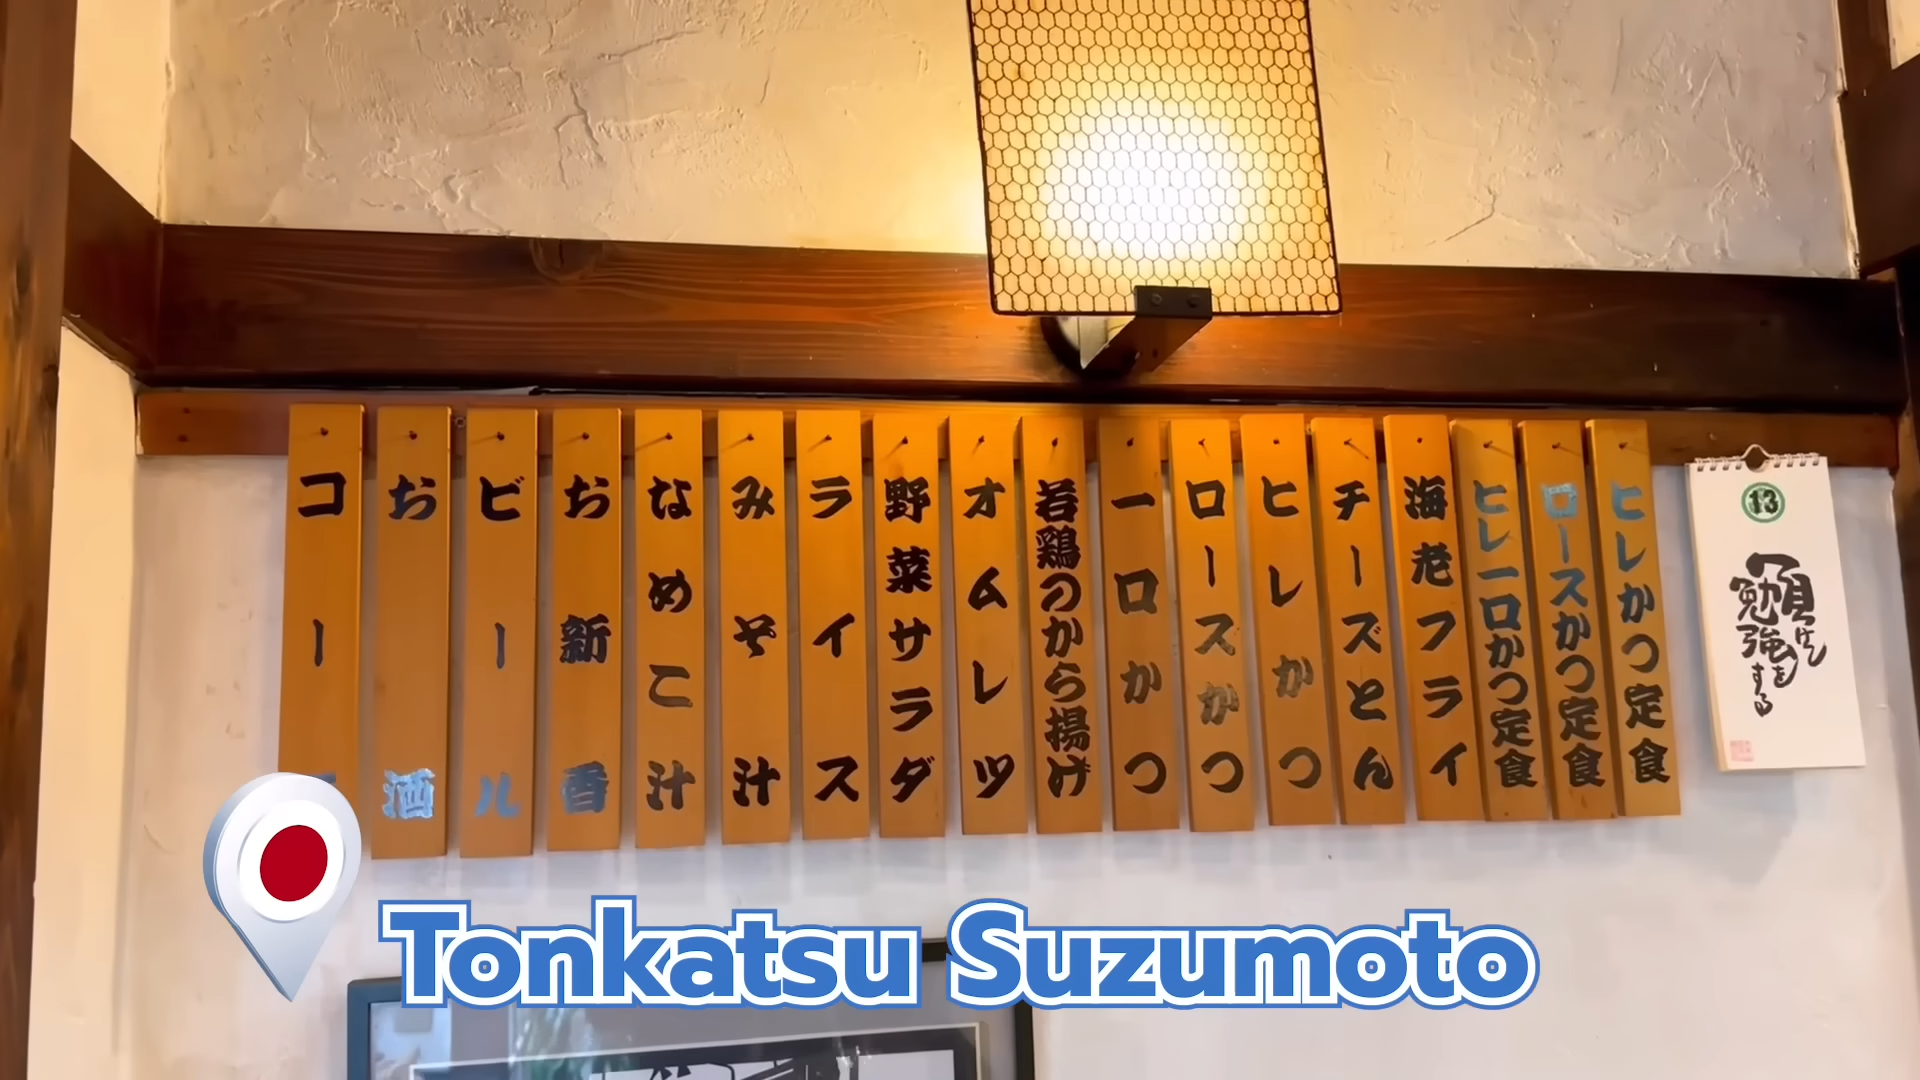 13
勉強をする
ヒレかつ定食
ロースかつ定食
ヒレ一口かつ定食
海老フライ
チーズとん
ヒレかつ
ロースかつ
一口かつ
若鶏のから揚げ
オムレツ
野菜サラダ
ライス
みそ汁
なめこ汁
お新香
ビール
お酒
Tonkatsu Suzumoto